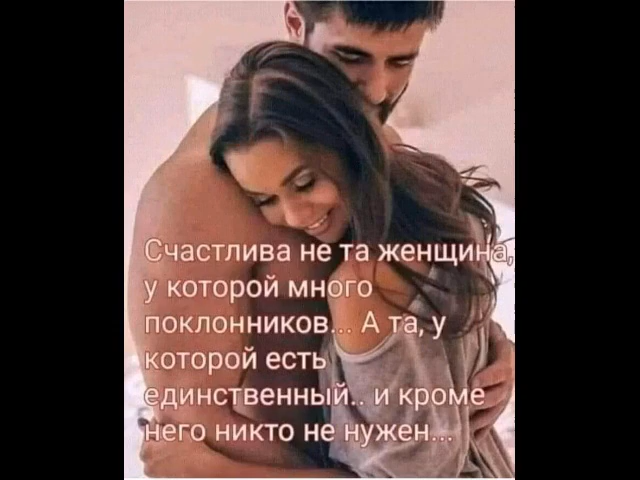 Счастлива не та женщина,
у которой много
поклонников... А та, у
которой есть
единственный.. и кроме
него никто не нужен...